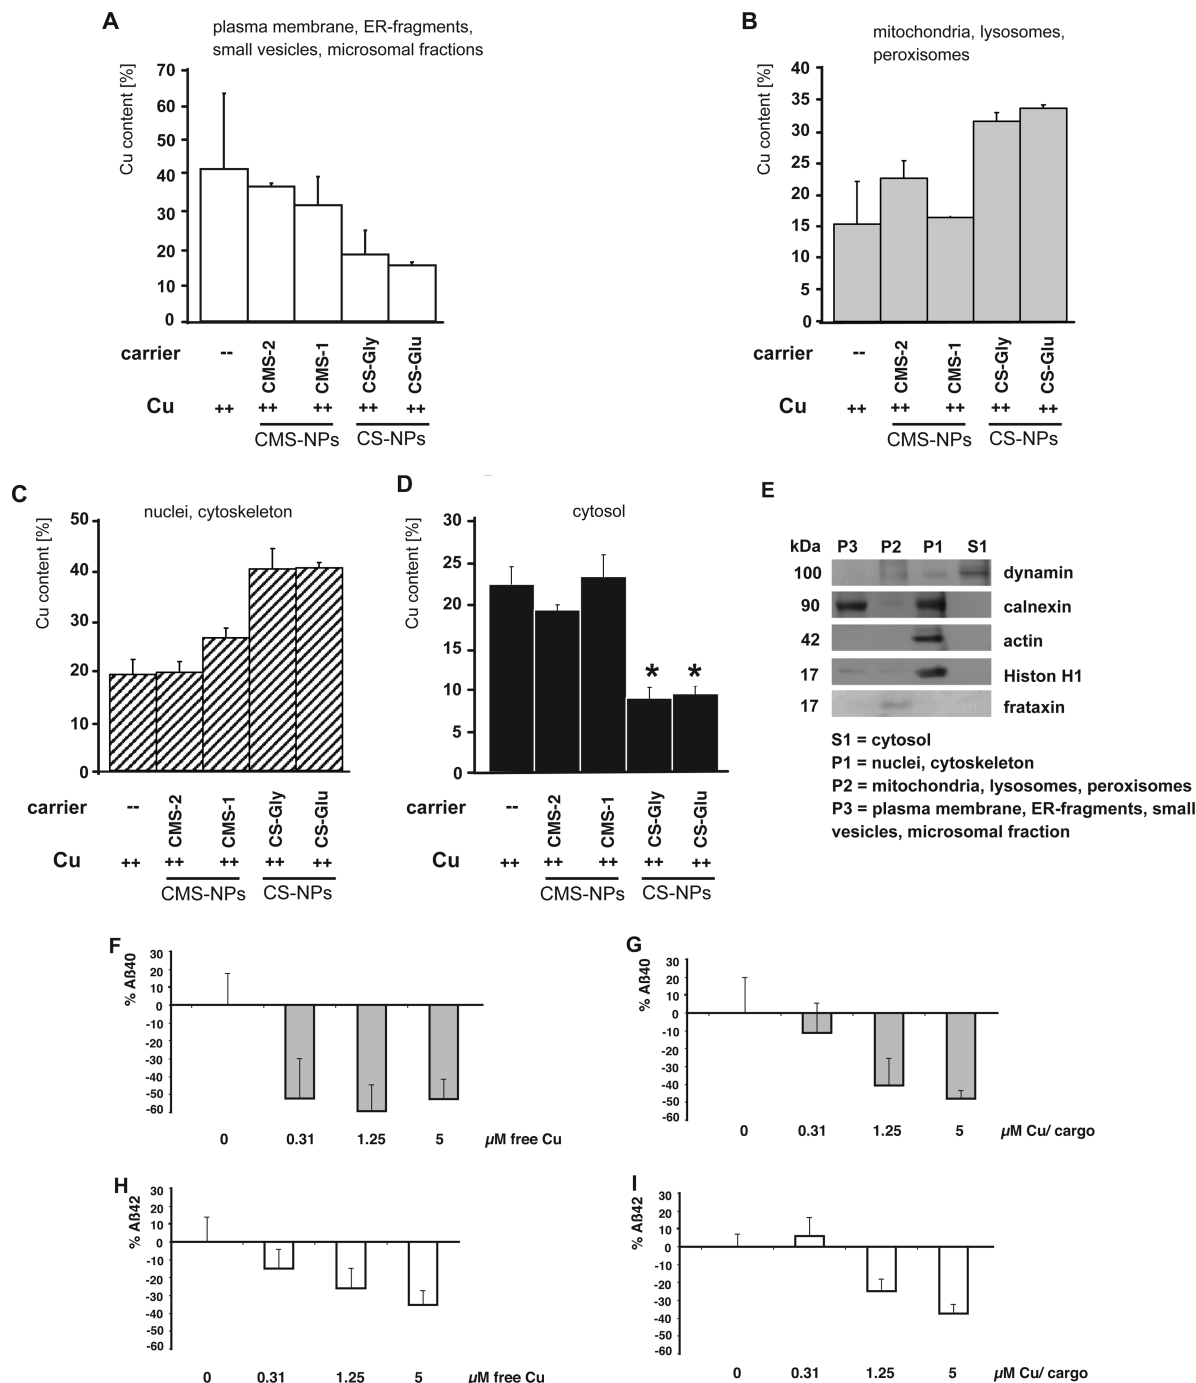 A
plasma membrane, ER-fragments,
small vesicles, microsomal fractions
Cu content [%]
70
60
50
40
30
20
10
0
carrier
--
CMS-2
CMS-1
CS-Gly
CS-Glu
Cu
++ ++ ++ ++ ++
CMS-NPs CS-NPs
B
mitochondria, lysosomes,
peroxisomes
Cu content [%]
40
35
30
25
20
15
10
5
0
carrier
--
CMS-2
CMS-1
CS-Gly
CS-Glu
Cu
++ ++ ++ ++ ++
CMS-NPs CS-NPs
C
nuclei, cytoskeleton
Cu content [%]
50
40
30
20
10
0
carrier
--
CMS-2
CMS-1
CS-Gly
CS-Glu
Cu
++ ++ ++ ++ ++
CMS-NPs CS-NPs
D
cytosol
Cu content [%]
30
25
20
15
10
5
0
* *
carrier
--
CMS-2
CMS-1
CS-Gly
CS-Glu
Cu
++ ++ ++ ++ ++
CMS-NPs CS-NPs
E
kDa P3 P2 P1 S1
100 dynamin
90 calnexin
42 actin
17 Histon H1
17 frataxin
S1 = cytosol
P1 = nuclei, cytoskeleton
P2 = mitochondria, lysosomes, peroxisomes
P3 = plasma membrane, ER-fragments, small
vesicles, microsomal fraction
F
% Aß40
30
20
10
0
-10
-20
-30
-40
-50
-60
0 0.31 1.25 5 µM free Cu
G
% Aß40
30
20
10
0
-10
-20
-30
-40
-50
-60
0 0.31 1.25 5 µM Cu/ cargo
H
% Aß42
30
20
10
0
-10
-20
-30
-40
-50
-60
0 0.31 1.25 5 µM free Cu
I
% Aß42
30
20
10
0
-10
-20
-30
-40
-50
-60
0 0.31 1.25 5 µM Cu/ cargo